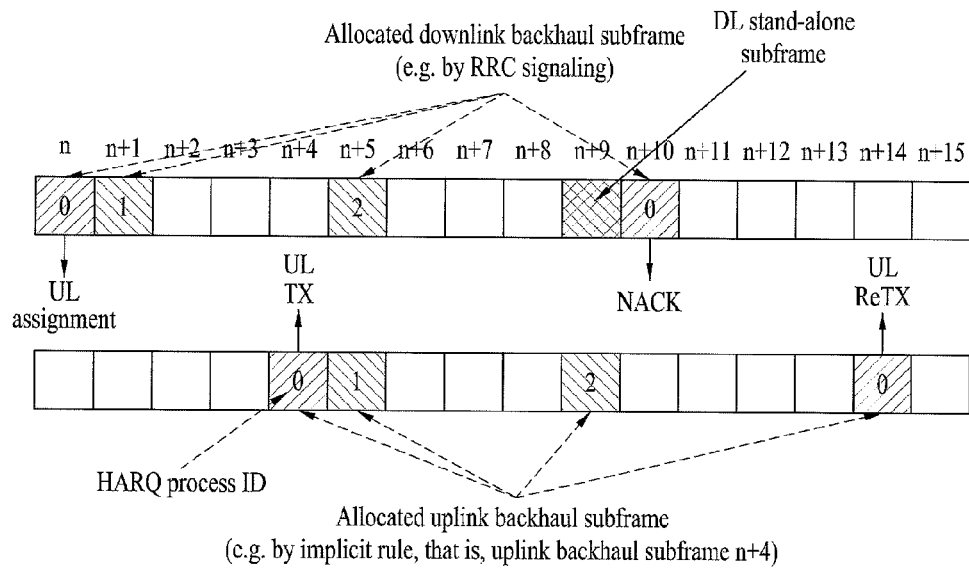 DL stand-alone
subframe
Allocated downlink backhaul subframe
(e.g. by RRC signaling)
n n+1 n+2 n+3 n+4 n+5 n+6 n+7 n+8 n+9 n+10 n+11 n+12 n+13 n+14 n+15
0 1 2 0
UL
assignment
UL
TX
NACK
UL
ReTX
0 1 2 0
HARQ process ID
Allocated uplink backhaul subframe
(e.g. by implicit rule, that is, uplink backhaul subframe n+4)